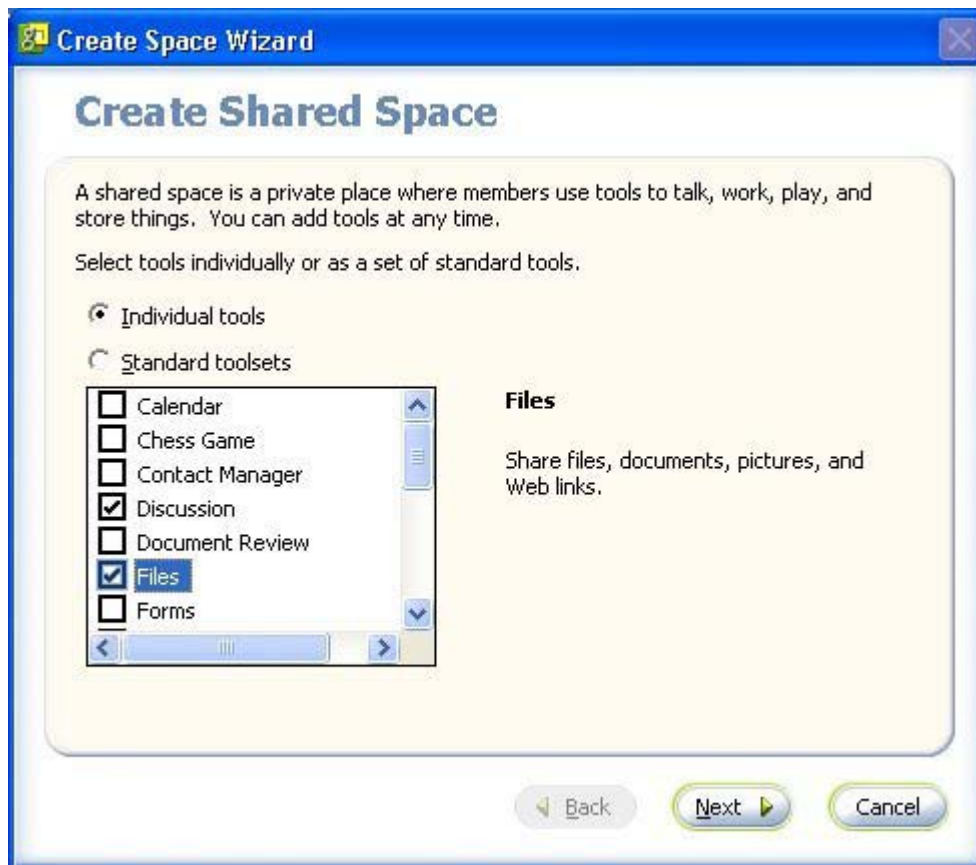 Create Space Wizard
Create Shared Space
A shared space is a private place where members use tools to talk, work, play, and
store things.  You can add tools at any time.
Select tools individually or as a set of standard tools.
Individual tools
Standard toolsets
Calendar
Chess Game
Contact Manager
Discussion
Document Review
Files
Forms
Files
Share files, documents, pictures, and
Web links.
Back
Next
Cancel